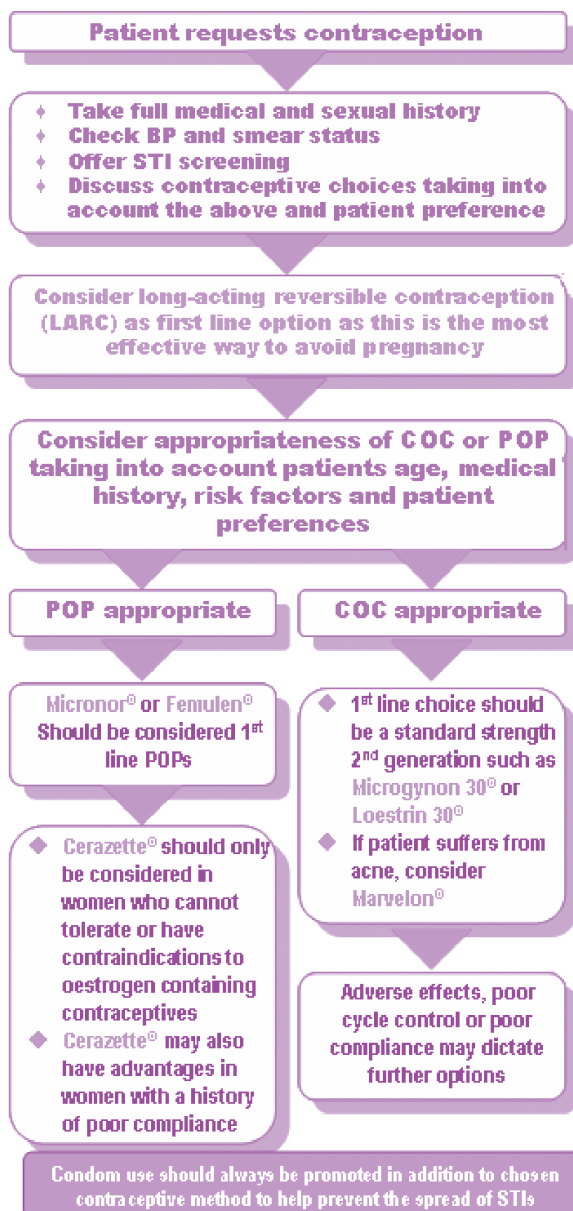 Patient requests contraception
♦ Take full medical and sexual history
♦ Check BP and smear status
♦ Offer STI screening
♦ Discuss contraceptive choices taking into
account the above and patient preference
Consider long-acting reversible contraception
(LARC) as first line option as this is the most
effective way to avoid pregnancy
Consider appropriateness of COC or POP
taking into account patients age, medical
history, risk factors and patient
preferences
POP appropriate
Micronor® or Femulen®
Should be considered 1st
line POPs
◆ Cerazette® should only
be considered in
women who cannot
tolerate or have
contraindications to
oestrogen containing
contraceptives
◆ Cerazette® may also
have advantages in
women with a history
of poor compliance
COC appropriate
◆ 1st line choice should
be a standard strength
2nd generation such as
Microgynon 30® or
Loestrin 30®
◆ If patient suffers from
acne, consider
Marvelon®
Adverse effects, poor
cycle control or poor
compliance may dictate
further options
Condom use should always be promoted in addition to chosen
contraceptive method to help prevent the spread of STIs